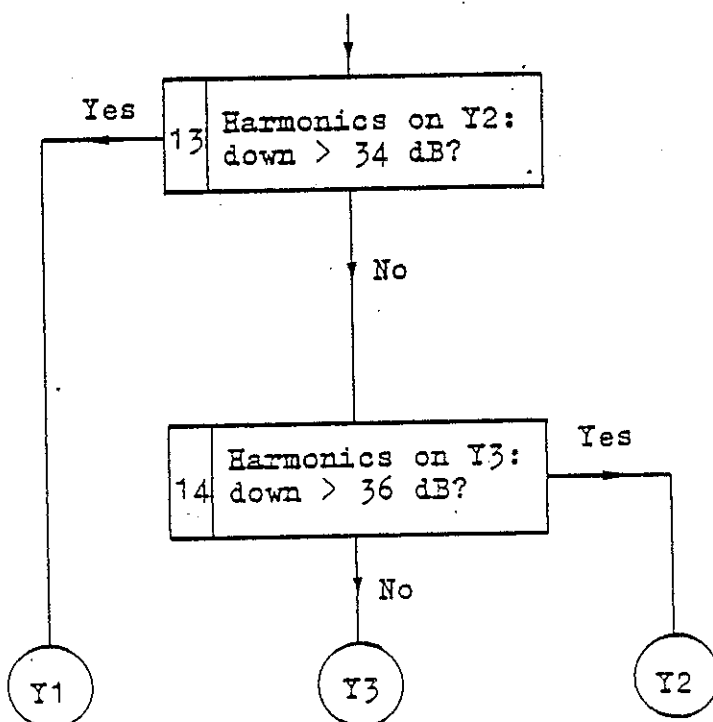 Yes
13
Harmonics on Y2:
down > 34 dB?
No
14
Harmonics on Y3:
down > 36 dB?
Yes
No
Y1
Y3
Y2